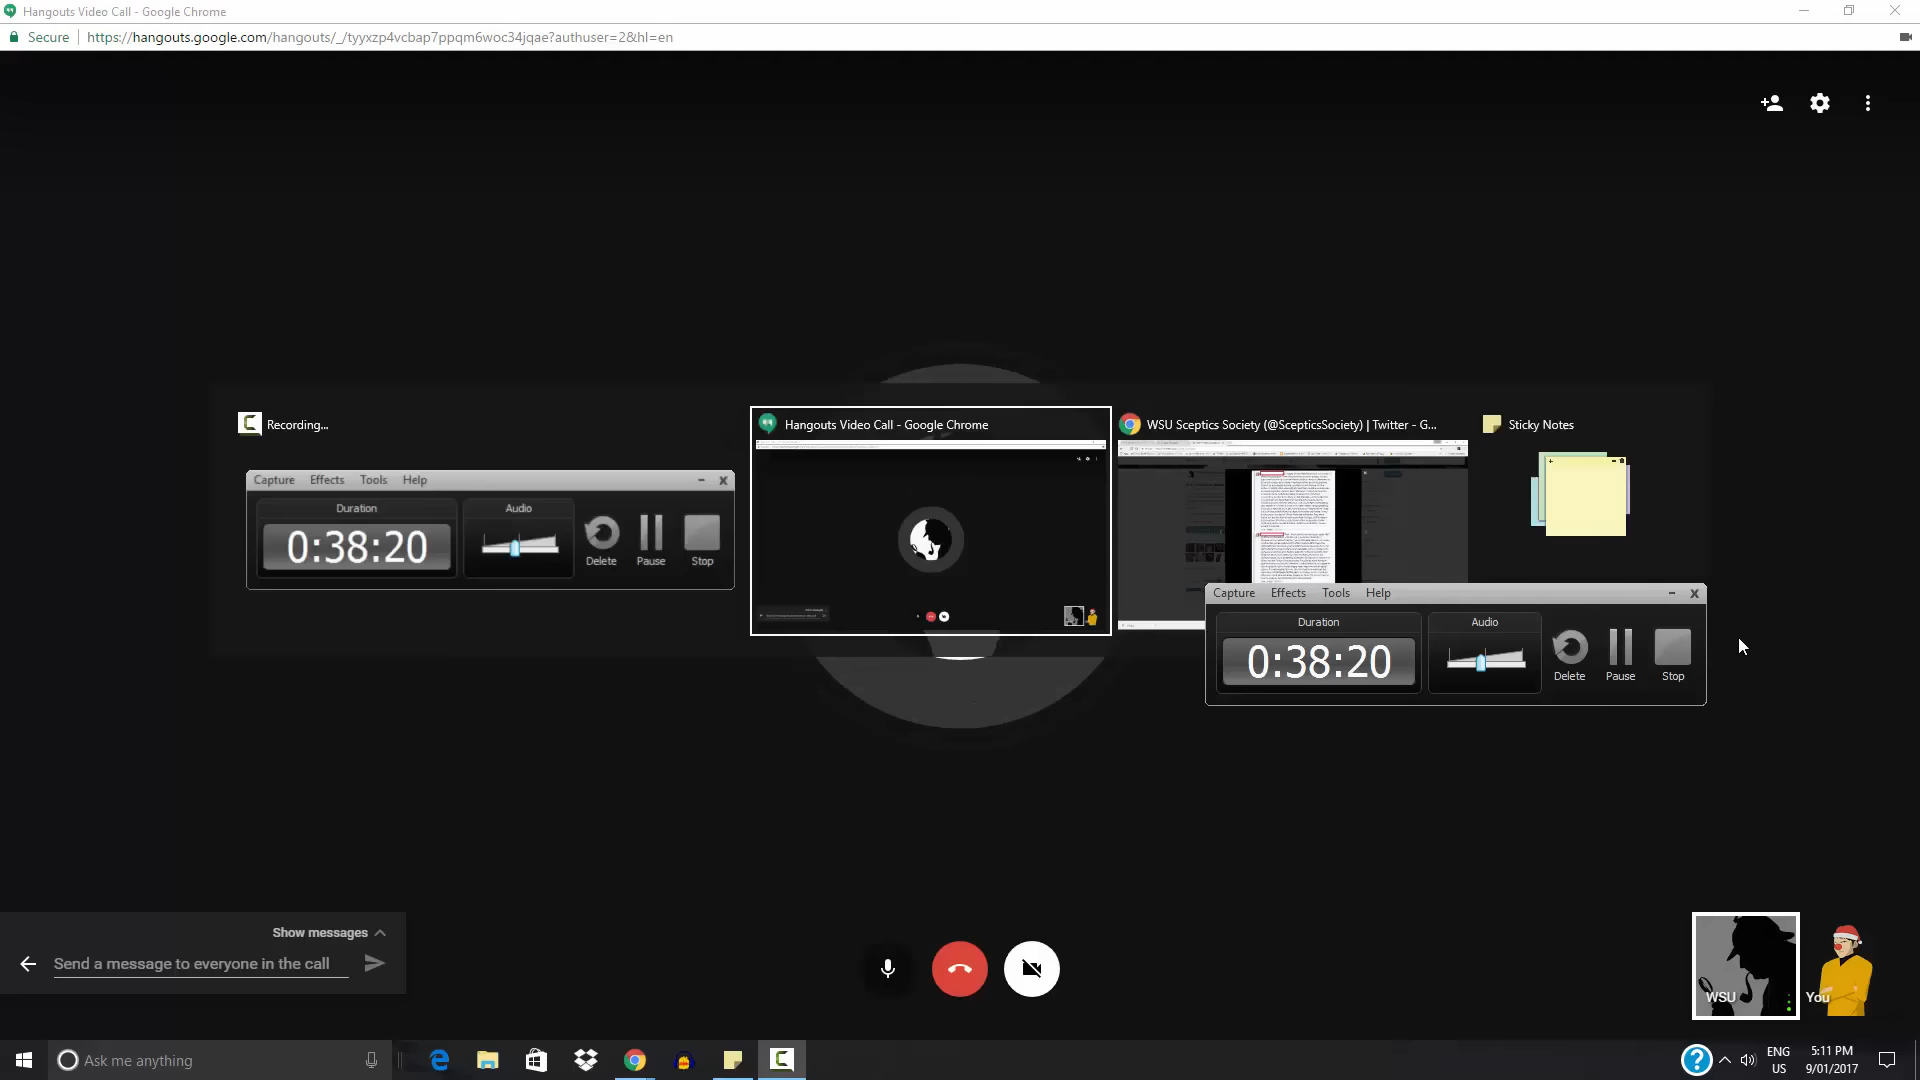 Hangouts Video Call - Google Chrome
Secure
https://hangouts.google.com/hangouts/_/tyyxzp4vcbap7ppqm6woc34jqae?authuser=2&hl=en
Recording...
Hangouts Video Call - Google Chrome
WSU Sceptics Society (@ScepticsSociety) | Twitter - G...
Sticky Notes
Capture Effects Tools Help
Duration
Audio
0:38:20
Delete
Pause
Stop
Capture Effects Tools Help
Duration
Audio
0:38:20
Delete
Pause
Stop
Show messages
Send a message to everyone in the call
WSU
You
Ask me anything
ENG
US
5:11 PM
9/01/2017